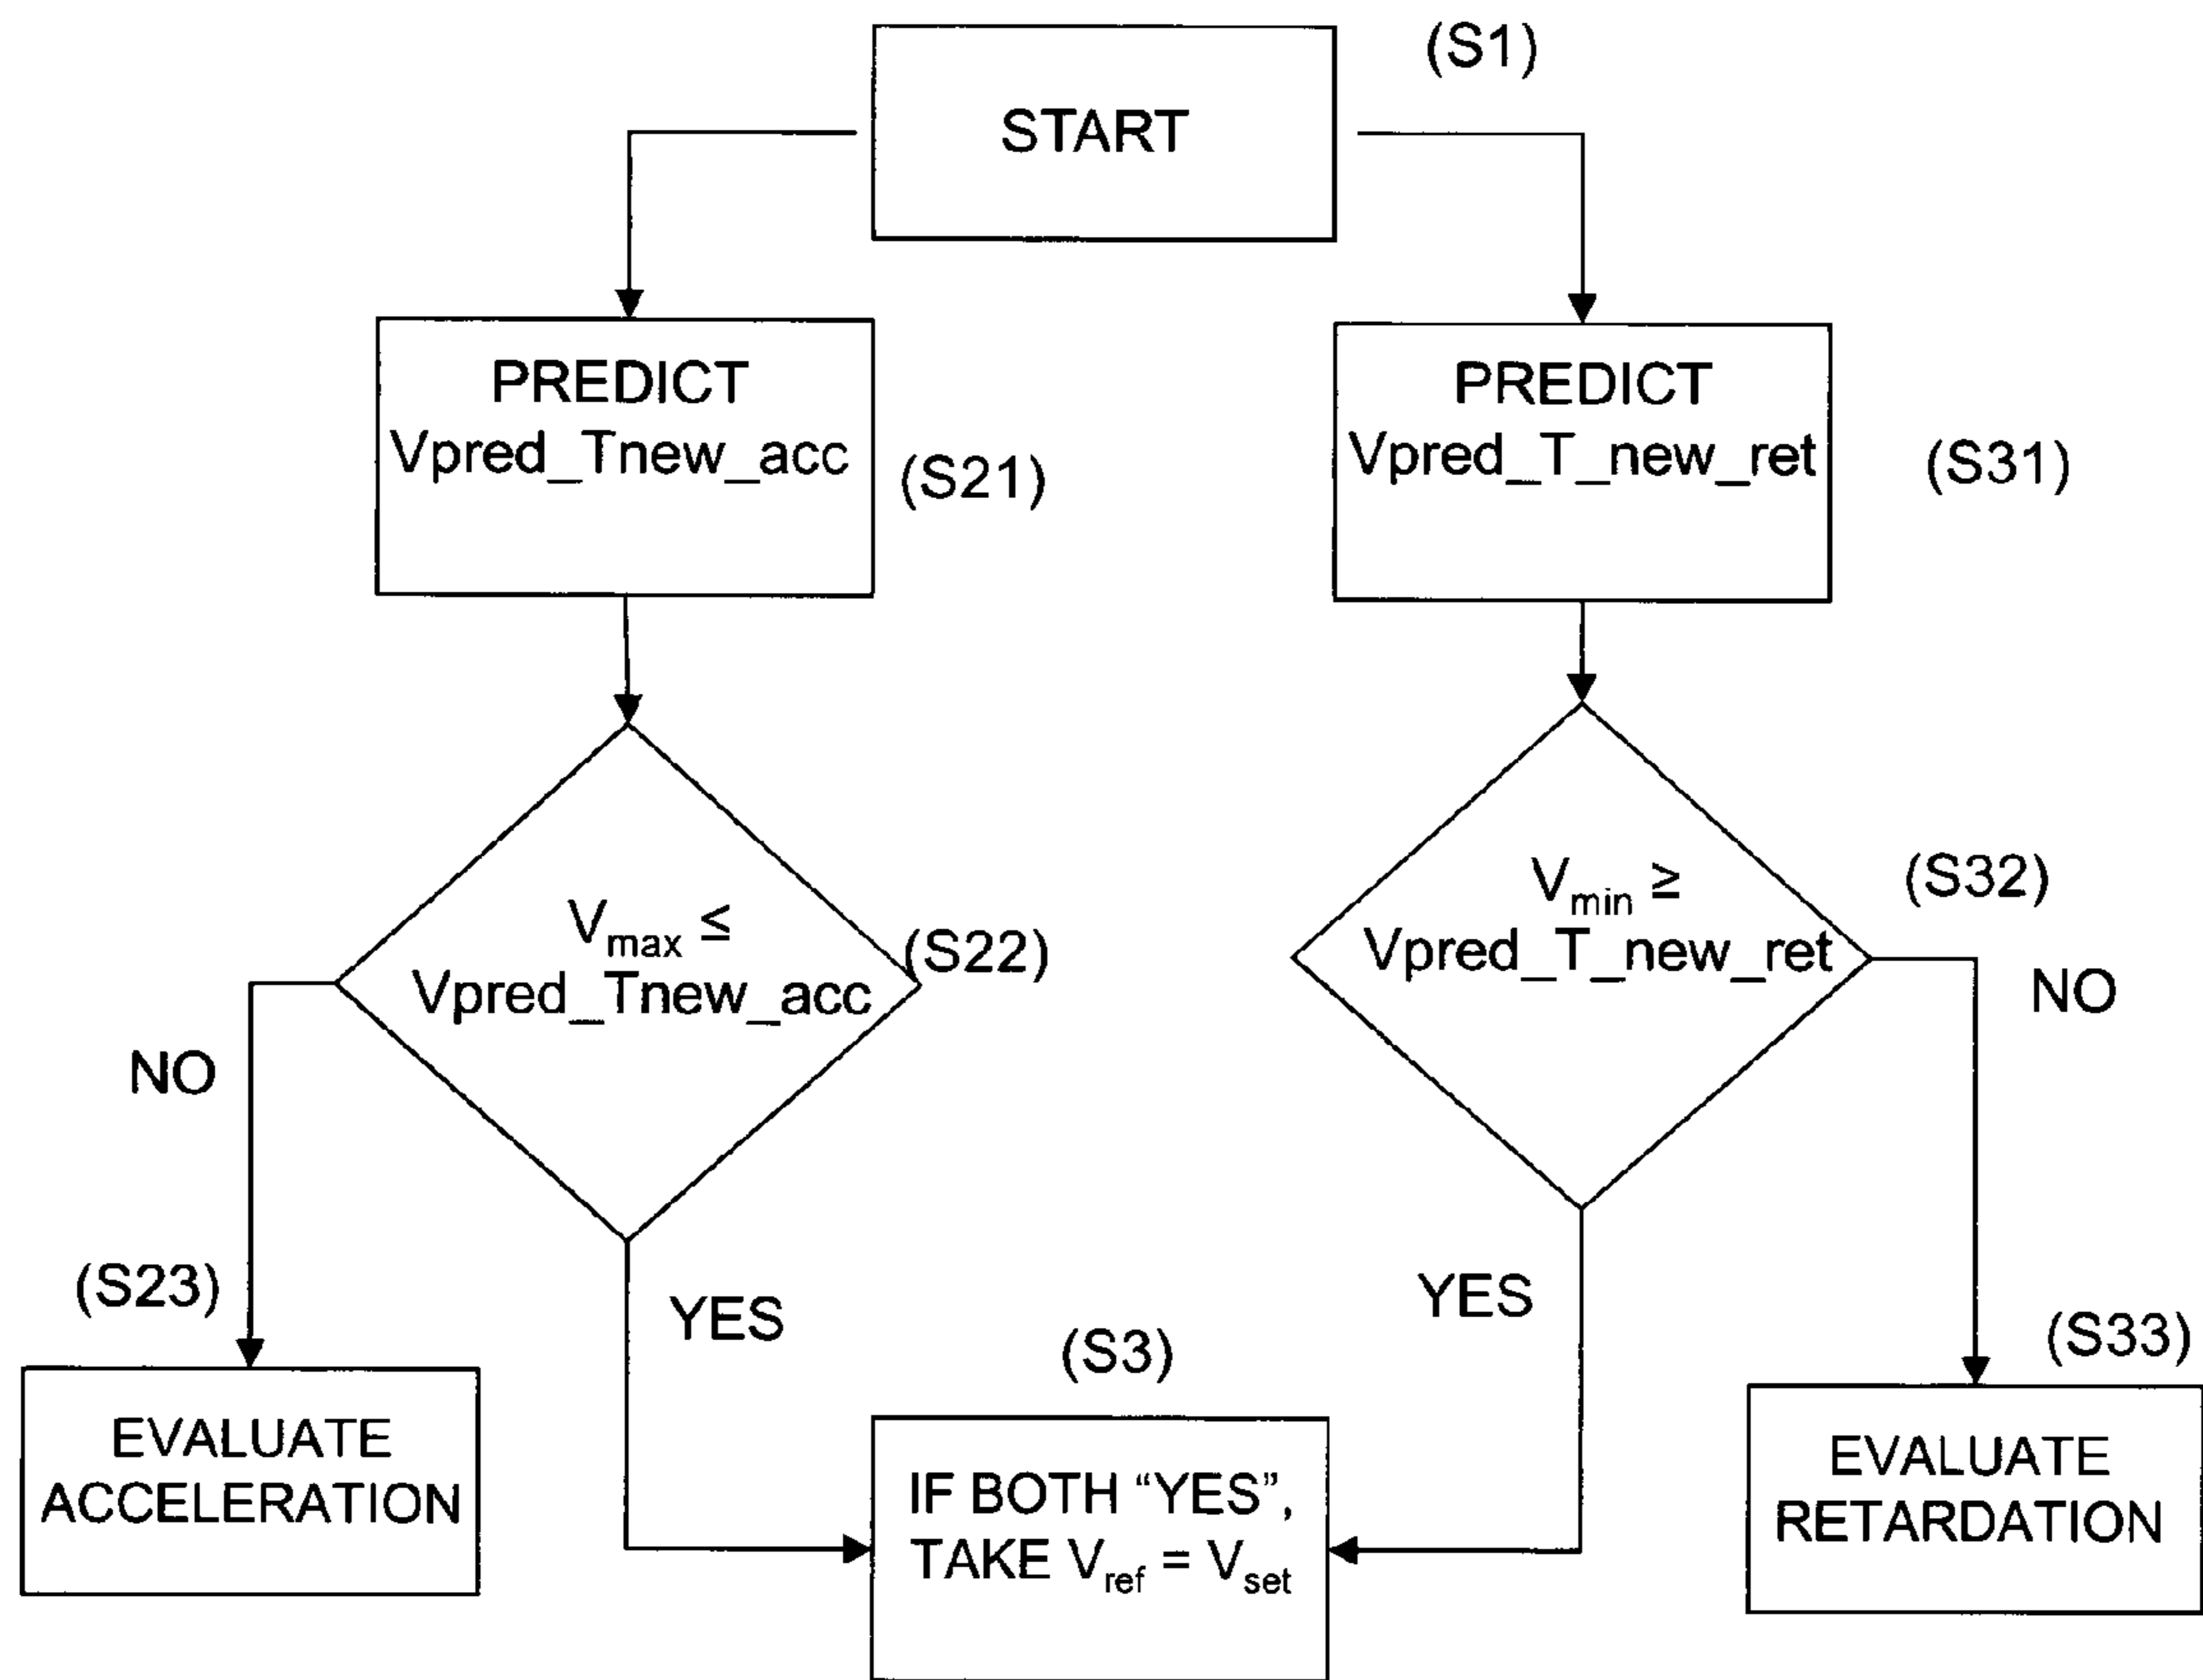 (S1)
START
PREDICT
Vpred_Tnew_acc
(S21)
PREDICT
Vpred_T_new_ret
(S31)
Vmax ≤
Vpred_Tnew_acc
(S22)
Vmin ≥
Vpred_T_new_ret
(S32)
NO
NO
(S23)
YES
YES
(S3)
(S33)
EVALUATE
ACCELERATION
IF BOTH “YES”,
TAKE Vref = Vset
EVALUATE
RETARDATION